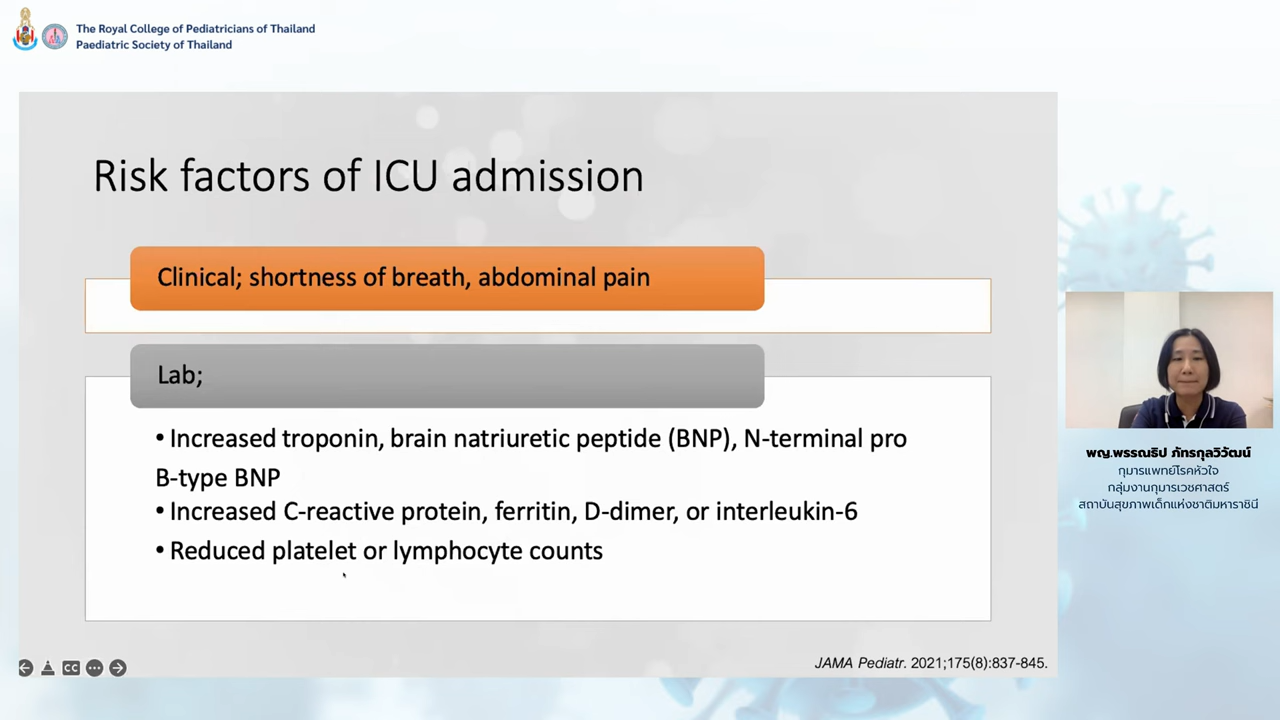 The Royal College of Pediatricians of Thailand
Paediatric Society of Thailand
Risk factors of ICU admission
Clinical; shortness of breath, abdominal pain
Lab;
• Increased troponin, brain natriuretic peptide (BNP), N-terminal pro
B-type BNP
• Increased C-reactive protein, ferritin, D-dimer, or interleukin-6
• Reduced platelet or lymphocyte counts
CC
JAMA Pediatr. 2021;175(8):837-845.
พญ.พรรณธิป ภัทรกุลวิวัฒน์
กุมารแพทย์โรคหัวใจ
กลุ่มงานกุมารเวชศาสตร์
สถาบันสุขภาพเด็กแห่งชาติมหาราชินี